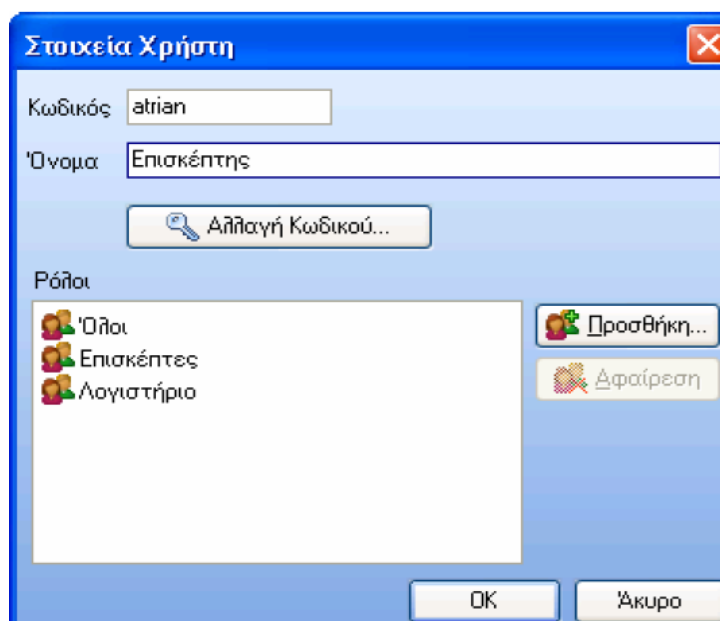 Στοιχεία Χρήστη
Κωδικός atrian
Όνομα Επισκέπτης
Αλλαγή Κωδικού...
Ρόλοι
Όλοι
Επισκέπτες
Λογιστήριο
Προσθήκη...
Αφαίρεση
OK Άκυρο